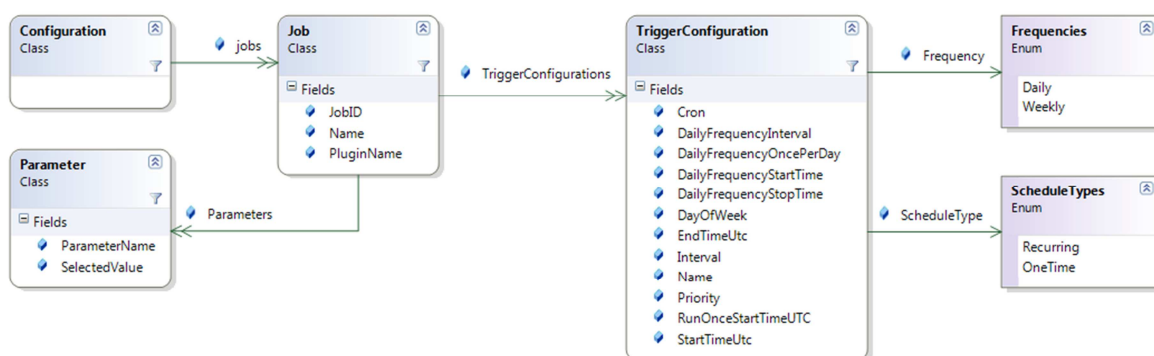 Configuration
Class
jobs
Job
Class
Fields
JobID
Name
PluginName
TriggerConfigurations
Parameter
Class
Fields
ParameterName
SelectedValue
Parameters
TriggerConfiguration
Class
Fields
Cron
DailyFrequencyInterval
DailyFrequencyOncePerDay
DailyFrequencyStartTime
DailyFrequencyStopTime
DayOfWeek
EndTimeUtc
Interval
Name
Priority
RunOnceStartTimeUTC
StartTimeUtc
Frequency
Frequencies
Enum
Daily
Weekly
ScheduleType
ScheduleTypes
Enum
Recurring
OneTime